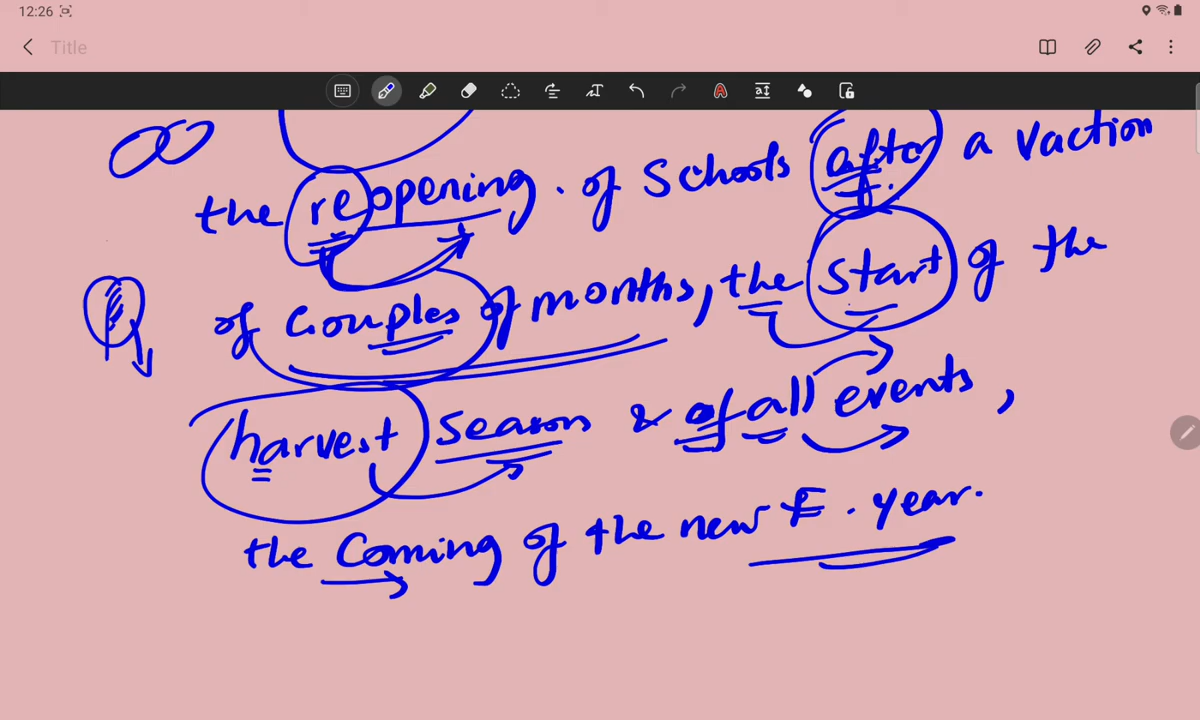 12:26
Title
the reopening. of Schools after a Vaction
of Couples of months, the start of the
harvest season & of all events,
the Coming of the new E. year.